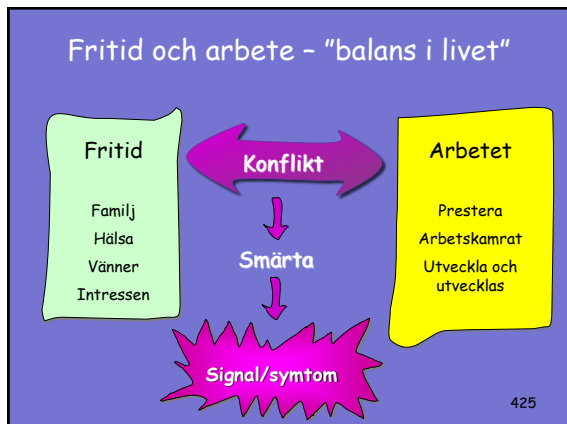 Fritid och arbete – ”balans i livet”
Fritid
Familj
Hälsa
Vänner
Intressen
Konflikt
Smärta
Signal/symtom
Arbetet
Prestera
Arbetskamrat
Utveckla och
utvecklas
425